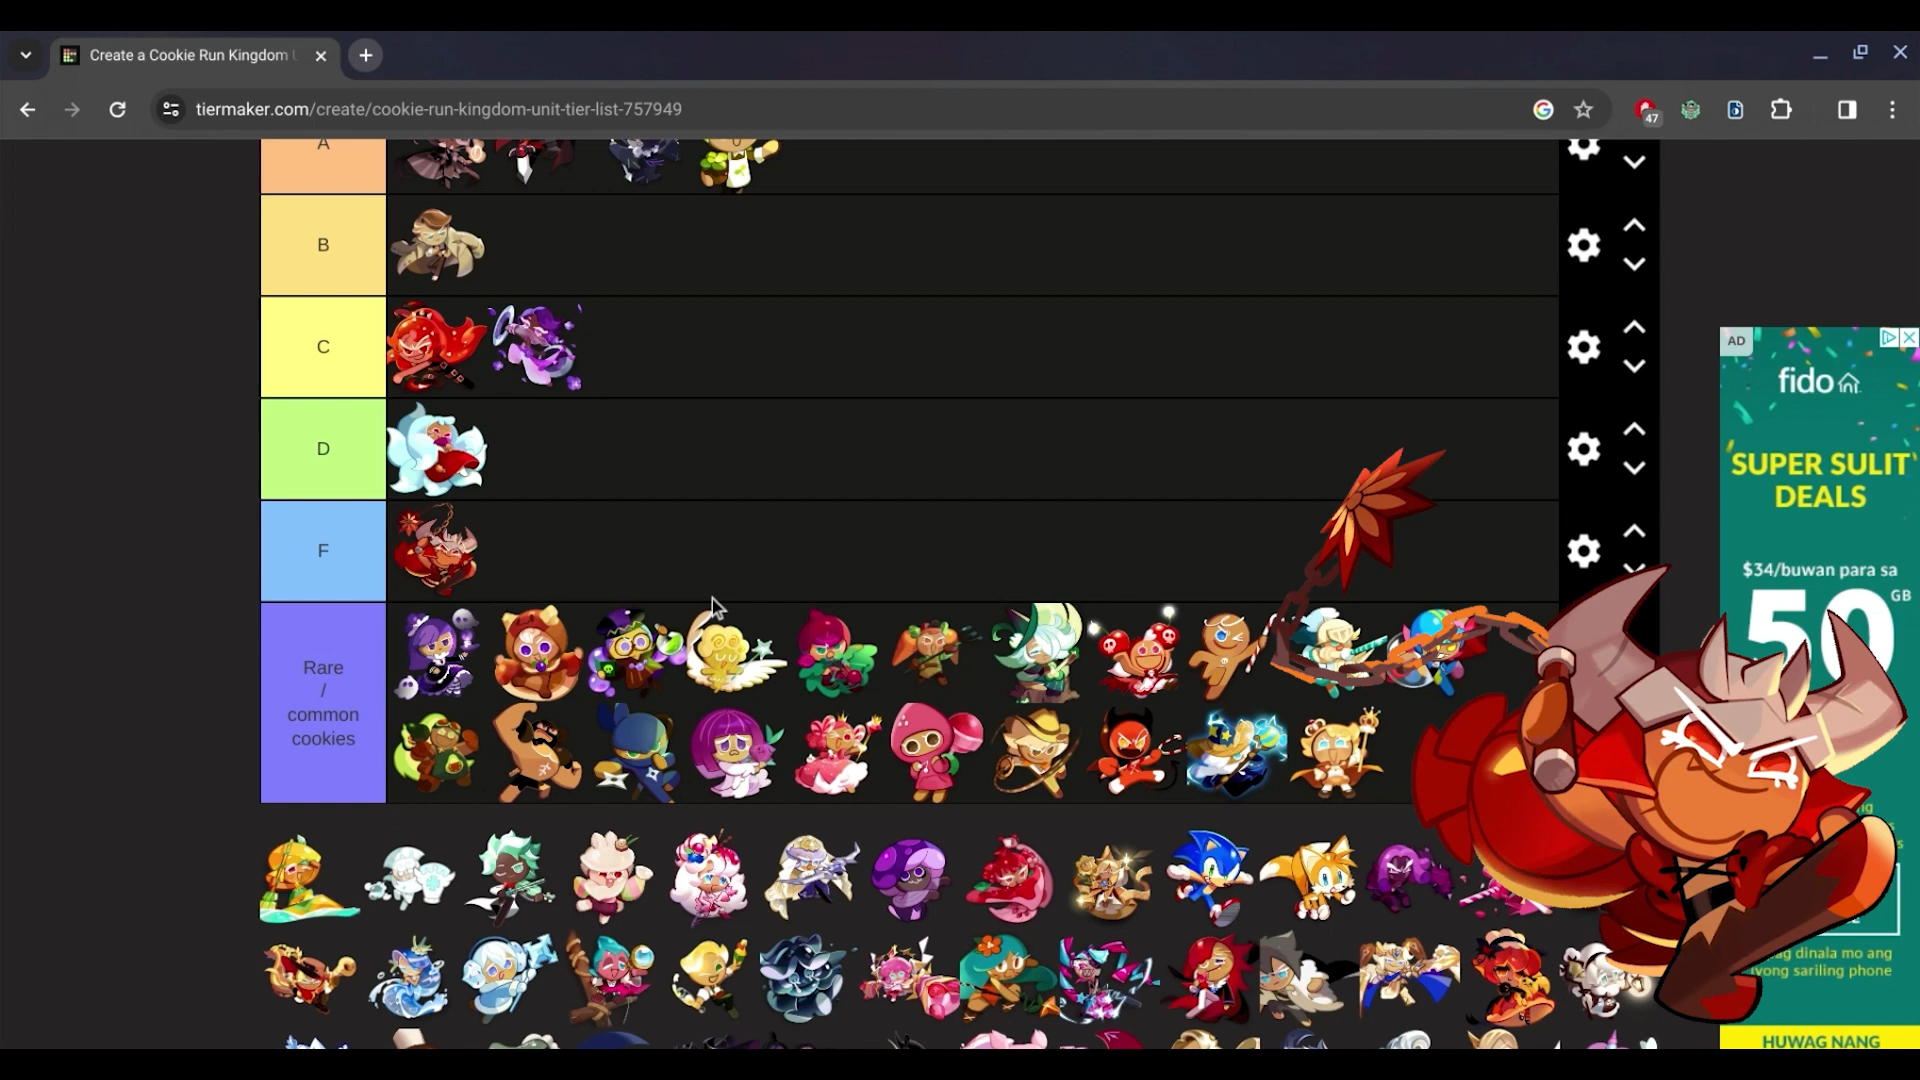 Create a Cookie Run Kingdom U
tiermaker.com/create/cookie-run-kingdom-unit-tier-list-757949
47
A
B
C
D
F
Rare
/
common
cookies
AD
fido
SUPER SULIT
DEALS
$34/buwan para sa
50
GB
dinala mo ang
iyong sariling phone
HUWAG NANG